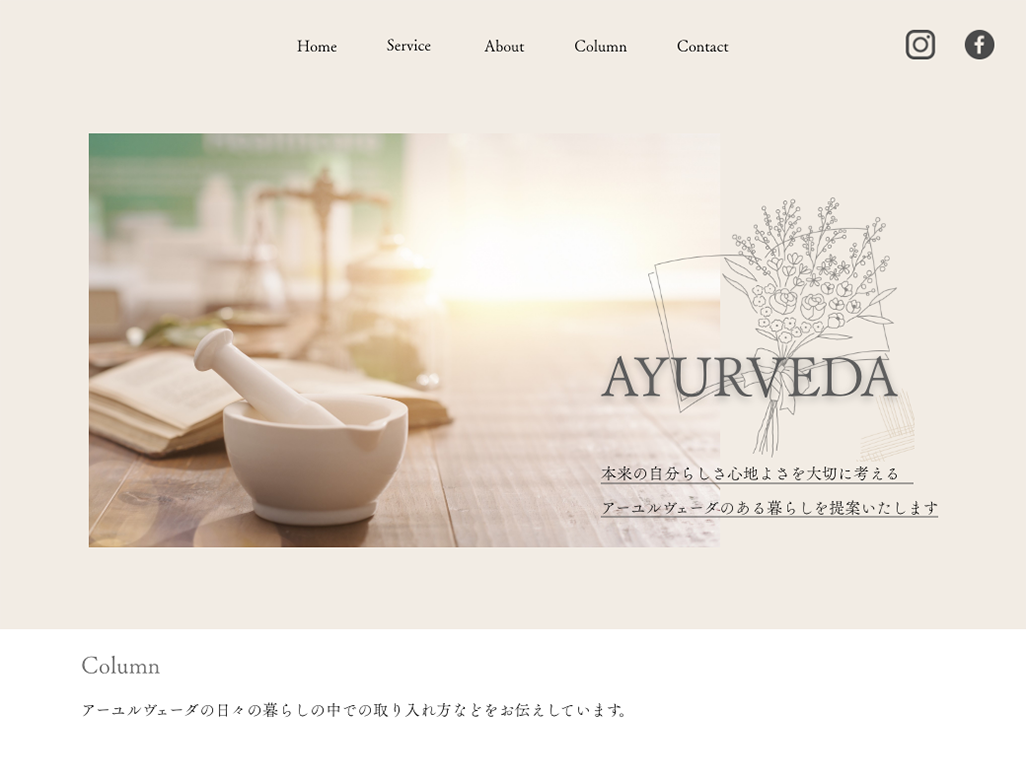 Home Service About Column Contact
Healthcare
AYURVEDA
本来の自分らしさ心地よさを大切に考える
アーユルヴェーダのある暮らしを提案いたします
Column
アーユルヴェーダの日々の暮らしの中での取り入れ方などをお伝えしています。